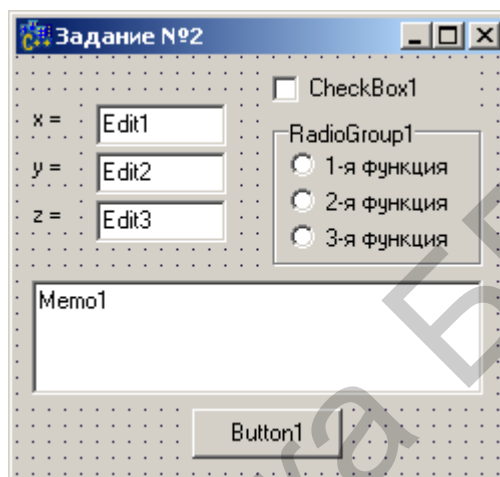 Задание №2
CheckBox1
x =
Edit1
RadioGroup1
1-я функция
y =
Edit2
2-я функция
z =
Edit3
3-я функция
Memo1
Button1